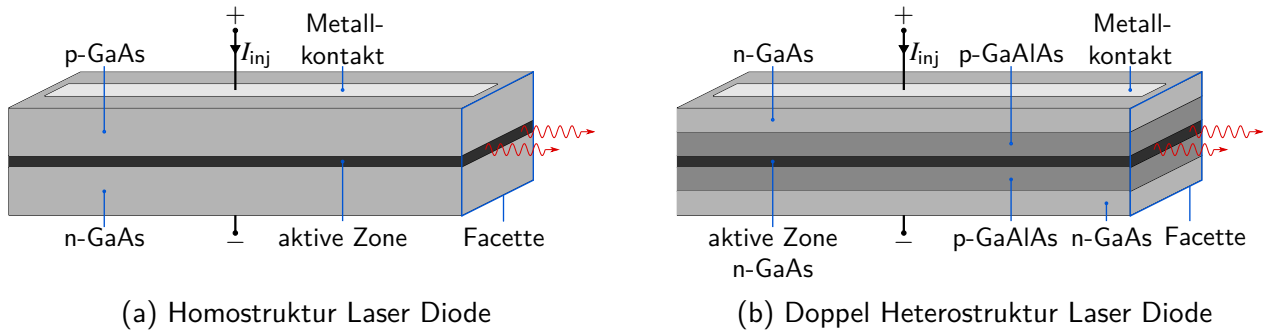 +
Metall-
p-GaAs
I_inj
kontakt
n-GaAs
−
aktive Zone
Facette
(a) Homostruktur Laser Diode
+
Metall-
n-GaAs
I_inj
p-GaAlAs
kontakt
aktive Zone
n-GaAs
−
p-GaAlAs
n-GaAs
Facette
(b) Doppel Heterostruktur Laser Diode